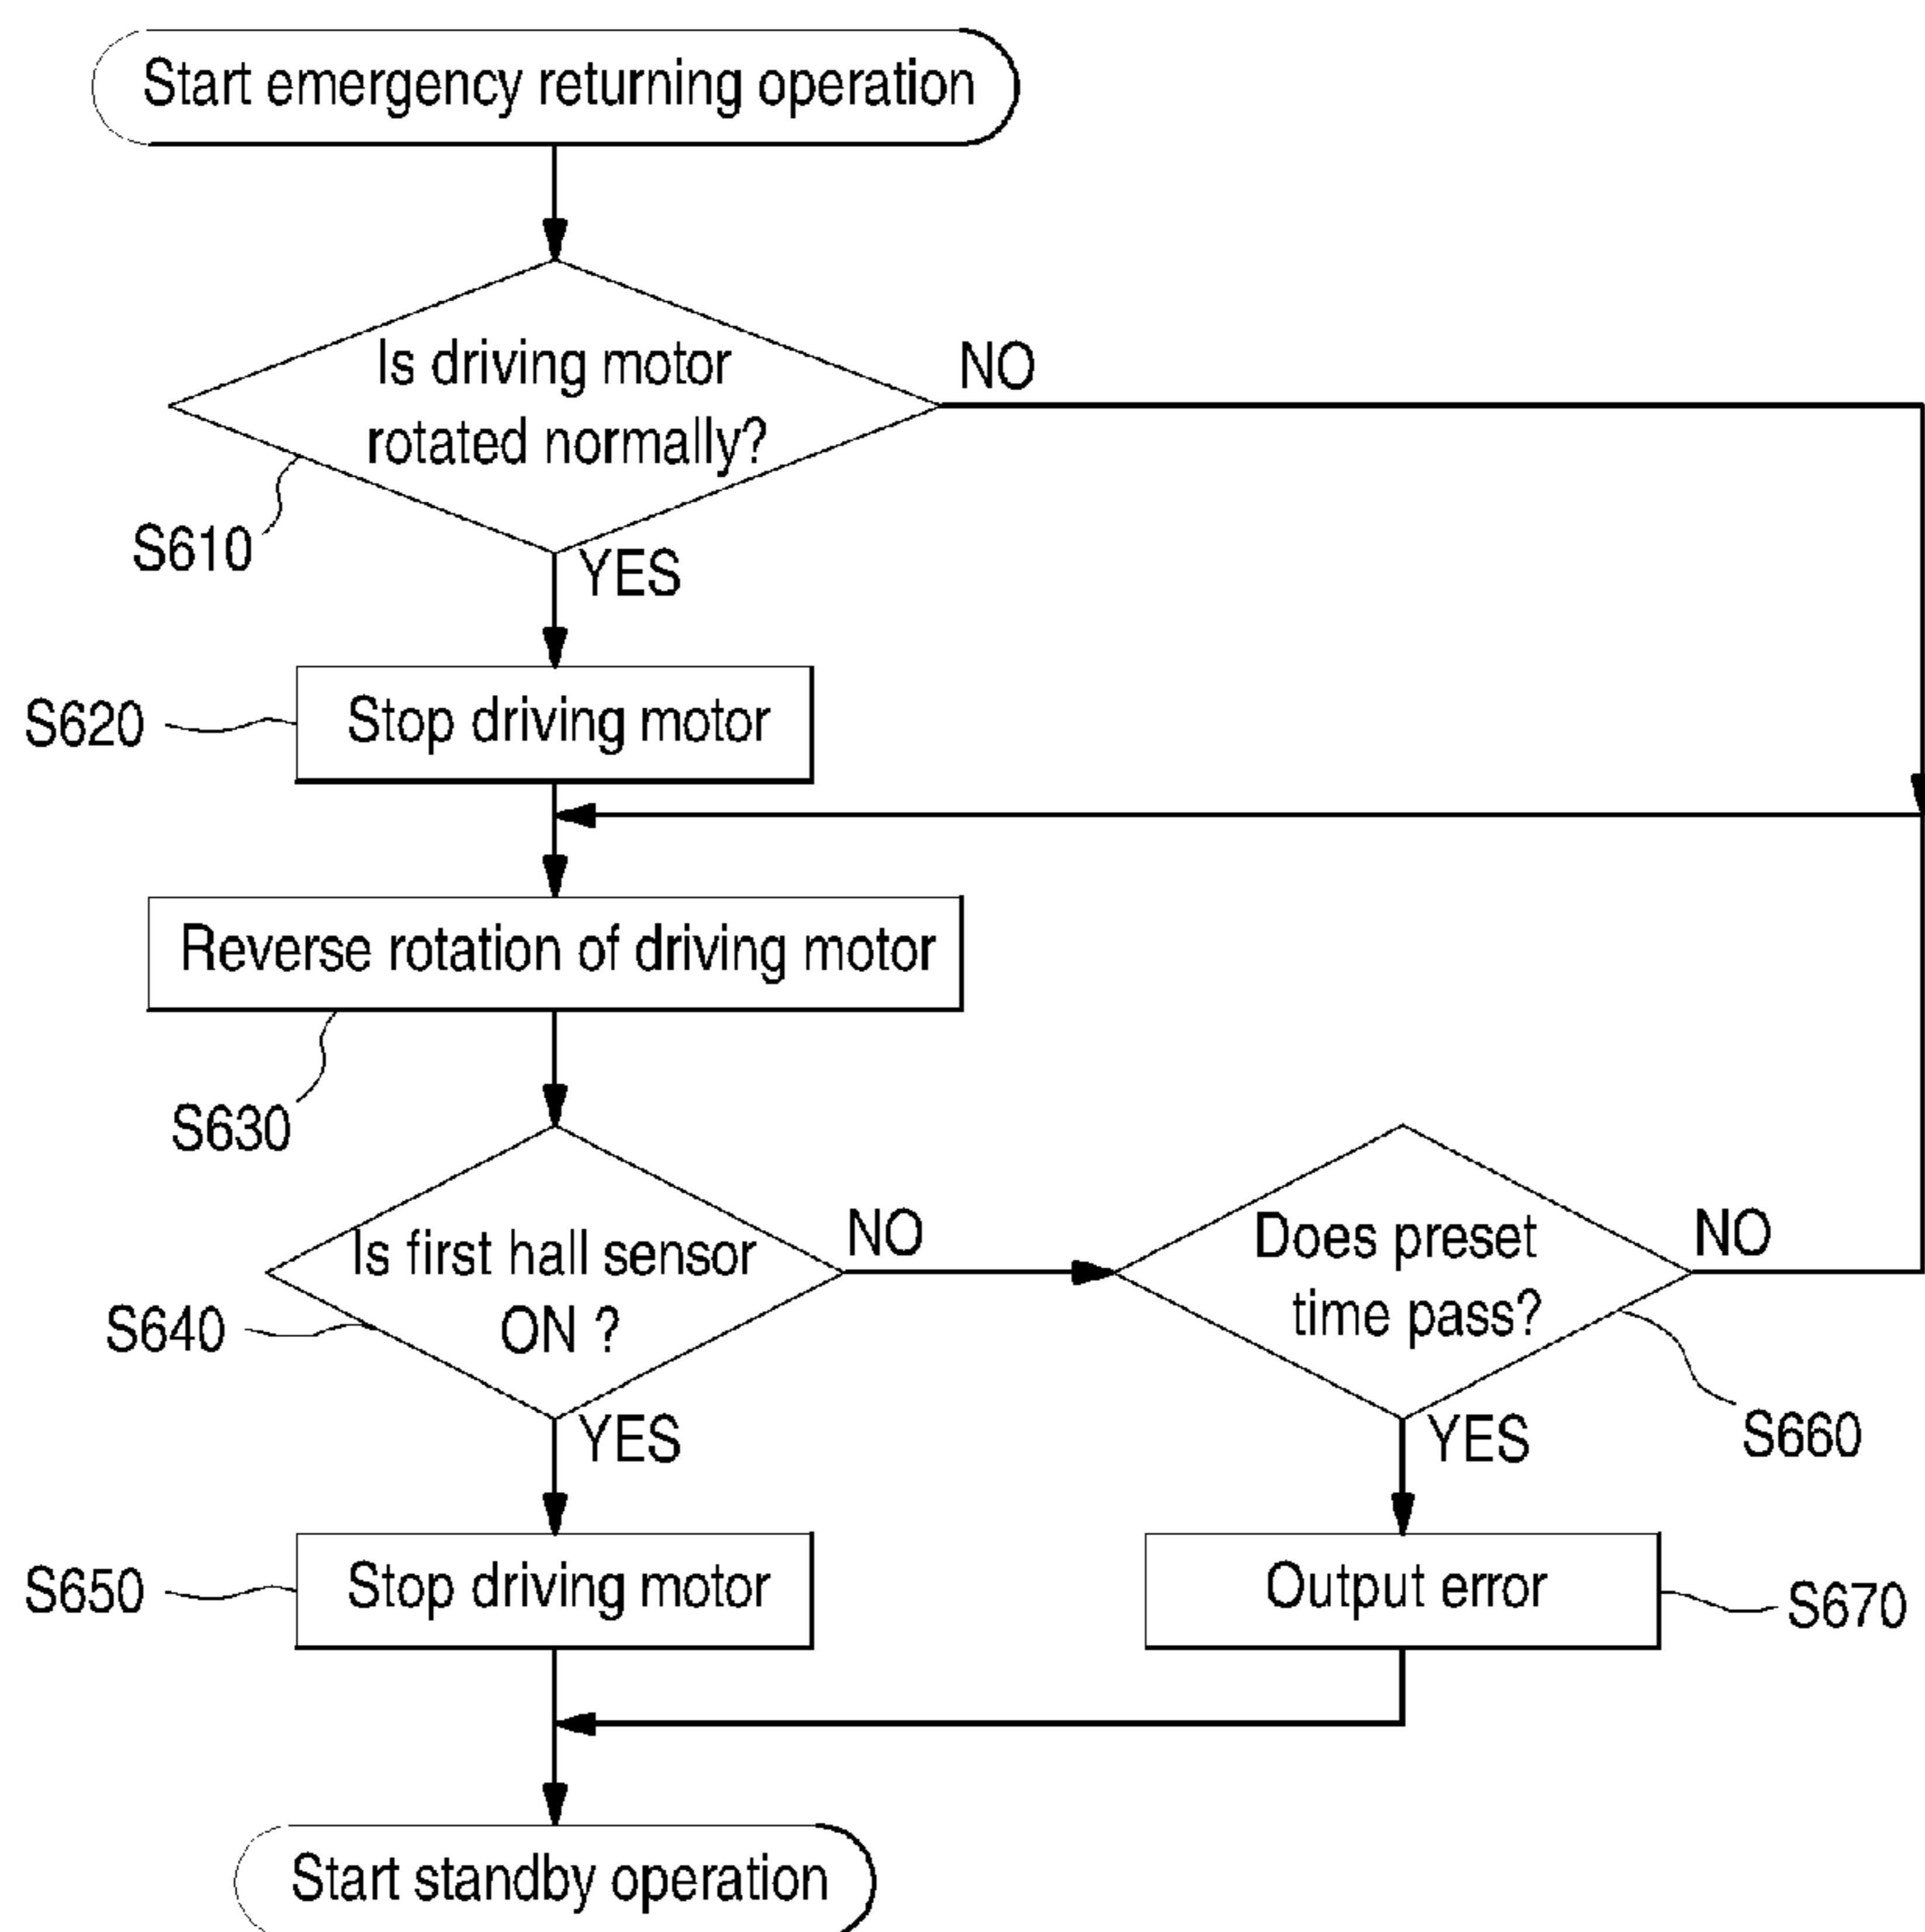 Start emergency returning operation
Is driving motor
rotated normally?
NO
S610
YES
S620
Stop driving motor
Reverse rotation of driving motor
S630
Is first hall sensor
ON ?
NO
Does preset
time pass?
NO
S640
YES
YES
S660
S650
Stop driving motor
Output error
S670
Start standby operation